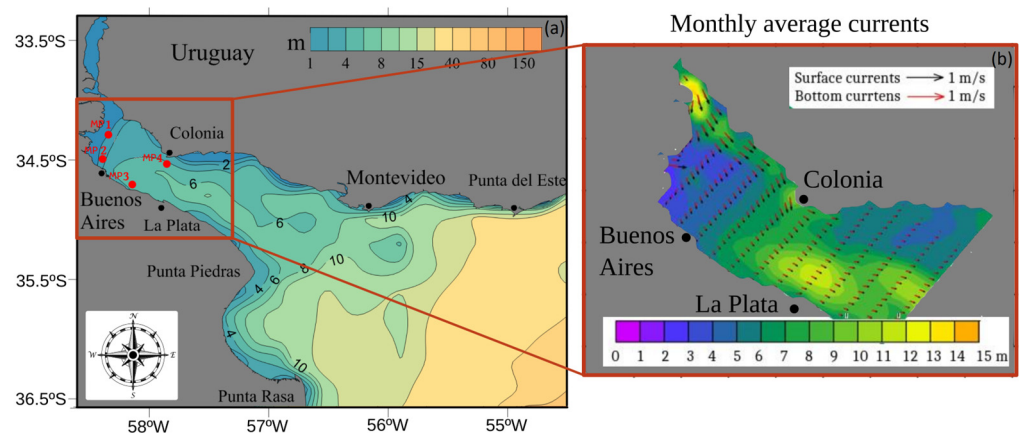 Monthly average currents
(a)
33.5ºS
34.5ºS
35.5ºS
36.5ºS
58ºW
57ºW
56ºW
55ºW
Uruguay
m
1 4 8 15 40 80 150
MP1
MP2
MP3
MP4
Colonia
Buenos
Aires
La Plata
Montevideo
Punta del Este
Punta Piedras
Punta Rasa
2
6
6
4
10
8
10
6
4
4
10
N
W
E
S
(b)
Surface currents 1 m/s
Bottom currtens 1 m/s
Colonia
Buenos
Aires
La Plata
0 1 2 3 4 5 6 7 8 9 10 11 12 13 14 15 m